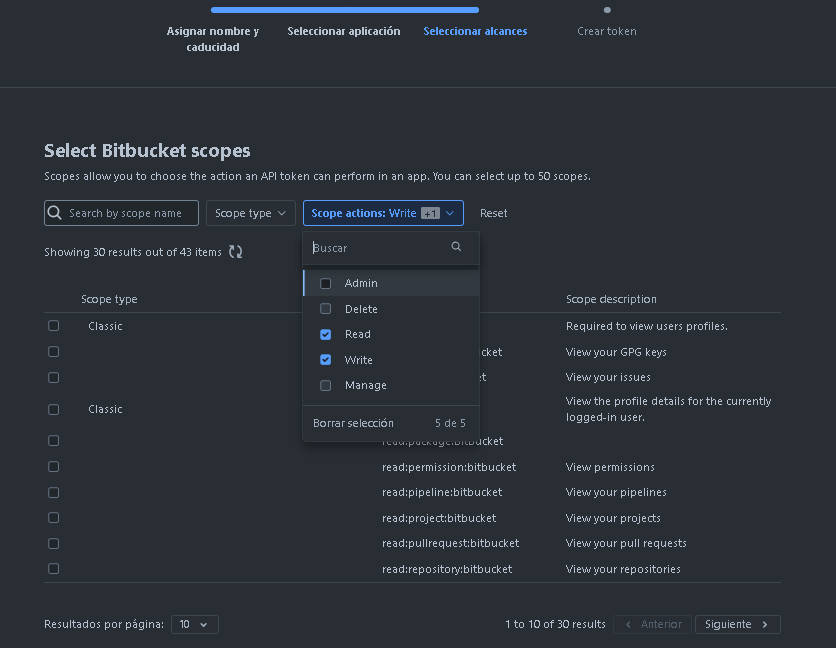 Asignar nombre y
caducidad
Seleccionar aplicación
Seleccionar alcances
Crear token
Select Bitbucket scopes
Scopes allow you to choose the action an API token can perform in an app. You can select up to 50 scopes.
Search by scope name
Scope type
Scope actions: Write +1
Reset
Showing 30 results out of 43 items
Buscar
Admin
Delete
Read
Write
Manage
Borrar selección 5 de 5
Scope type Scope description
Classic Required to view users profiles.
View your GPG keys
View your issues
Classic View the profile details for the currently
logged-in user.
read:package:bitbucket
read:permission:bitbucket View permissions
read:pipeline:bitbucket View your pipelines
read:project:bitbucket View your projects
read:pullrequest:bitbucket View your pull requests
read:repository:bitbucket View your repositories
Resultados por página: 10 1 to 10 of 30 results Anterior Siguiente